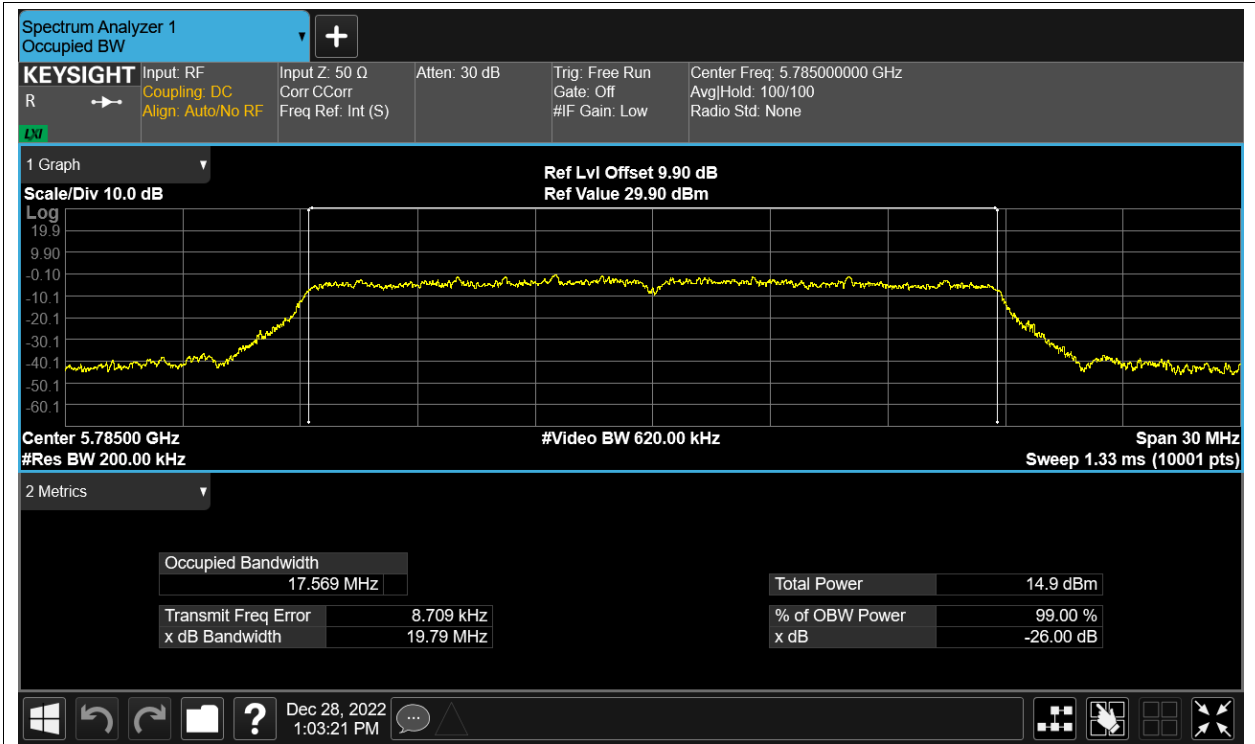 Spectrum Analyzer 1
Occupied BW
KEYSIGHT
R
LXI
Input: RF
Coupling: DC
Align: Auto/No RF
Input Z: 50 Ω
Corr CCorr
Freq Ref: Int (S)
Atten: 30 dB
Trig: Free Run
Gate: Off
#IF Gain: Low
Center Freq: 5.785000000 GHz
Avg|Hold: 100/100
Radio Std: None
1 Graph
Scale/Div 10.0 dB
Ref Lvl Offset 9.90 dB
Ref Value 29.90 dBm
Log
19.9
9.90
-0.10
-10.1
-20.1
-30.1
-40.1
-50.1
-60.1
Center 5.78500 GHz
#Video BW 620.00 kHz
Span 30 MHz
#Res BW 200.00 kHz
Sweep 1.33 ms (10001 pts)
2 Metrics
Occupied Bandwidth
17.569 MHz
Total Power 14.9 dBm
Transmit Freq Error 8.709 kHz
% of OBW Power 99.00 %
x dB Bandwidth 19.79 MHz
x dB -26.00 dB
?
Dec 28, 2022
1:03:21 PM